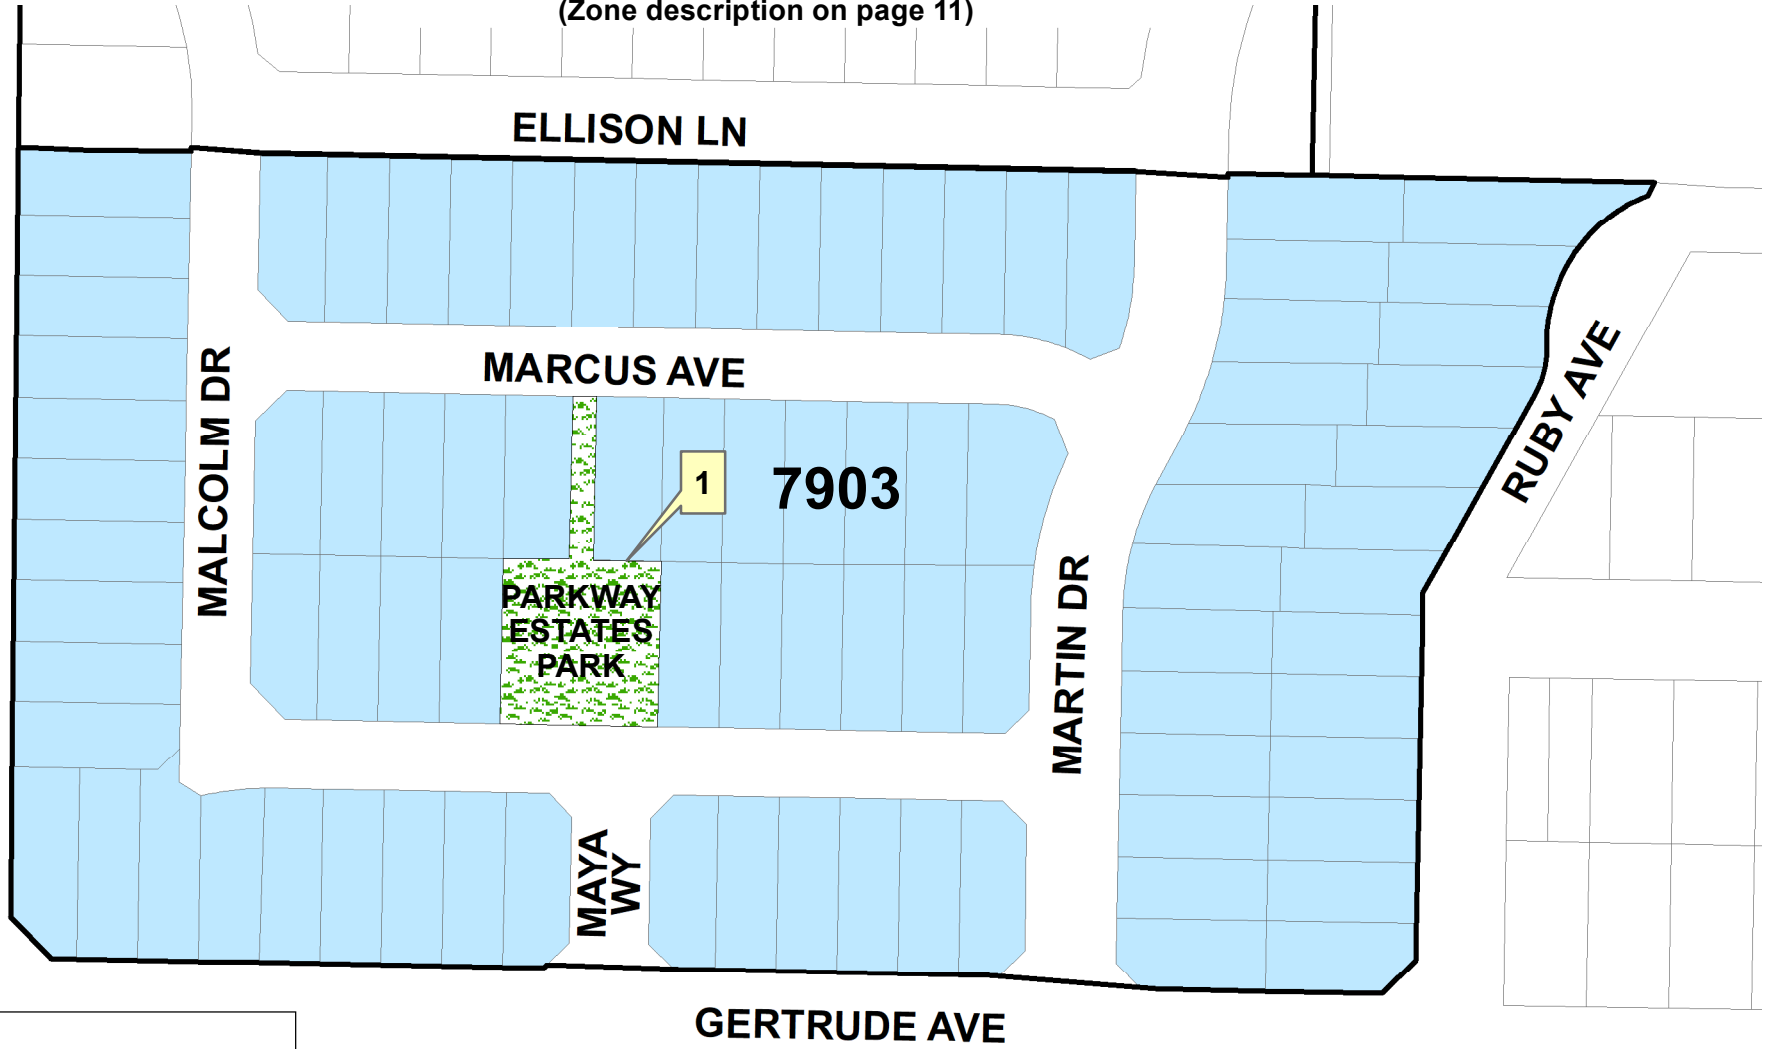 (Zone description on page 11)
ELLISON LN
MARCUS AVE
MALCOLM DR
1
7903
RUBY AVE
PARKWAY
ESTATES
PARK
MARTIN DR
MAYA
WY
GERTRUDE AVE